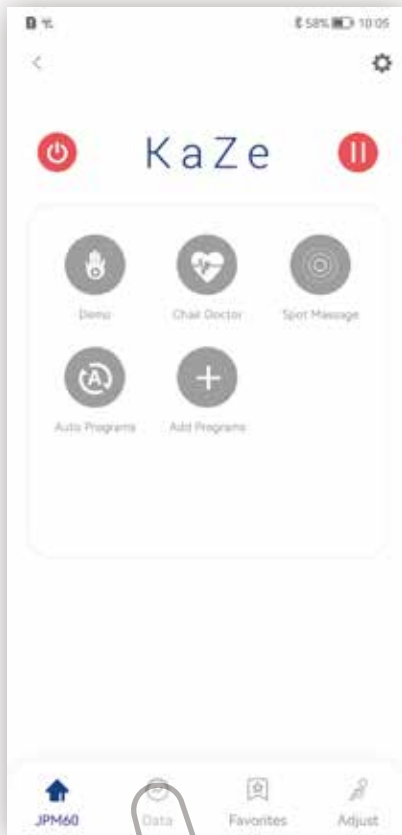 58% 10:05
KaZe
Demo Chair Doctor Spot Massage
Auto Programs Add Programs
JPM60 Data Favorites Adjust